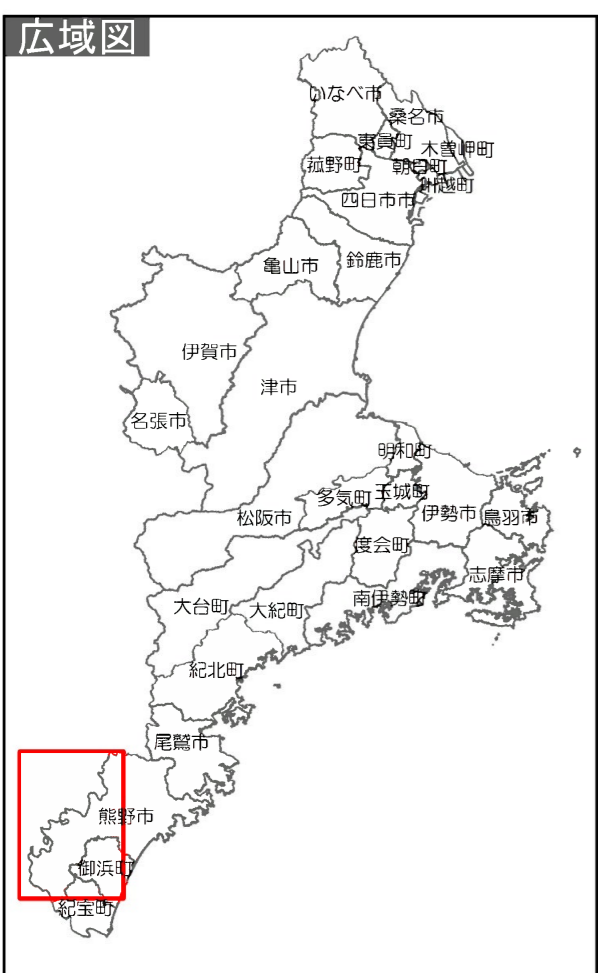 広域図
いなべ市
桑名市
東員町
木曽岬町
菰野町
朝日町
川越町
四日市市
亀山市
鈴鹿市
伊賀市
津市
名張市
明和町
多気町
玉城町
松阪市
伊勢市
鳥羽市
度会町
志摩市
大台町
大紀町
南伊勢町
紀北町
尾鷲市
熊野市
御浜町
紀宝町